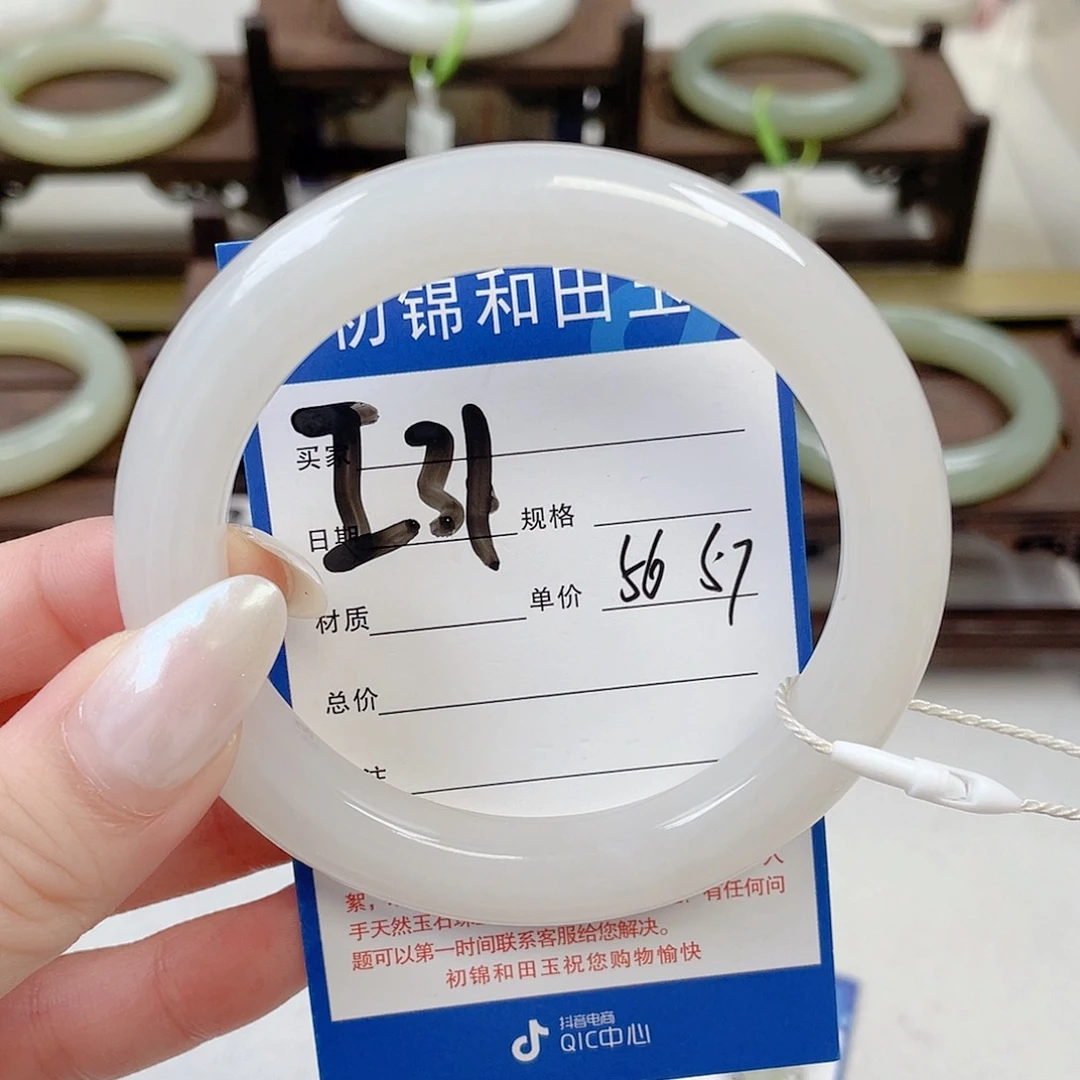 初锦和田玉
买家
I31
日期 规格
56 57
材质 单价
总价
注
絮，
手天然玉石 有任何问
题可以第一时间联系客服给您解决。
初锦和田玉祝您购物愉快
抖音电商
QIC中心